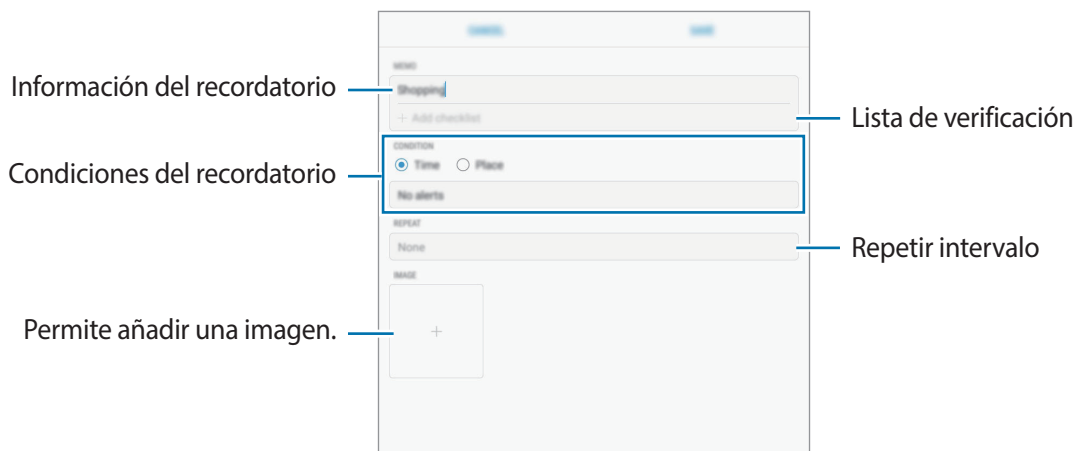 CANCEL
SAVE
MEMO
Información del recordatorio
Shopping
+ Add checklist
Lista de verificación
CONDITION
Time
Place
Condiciones del recordatorio
No alerts
REPEAT
None
Repetir intervalo
IMAGE
Permite añadir una imagen.
+